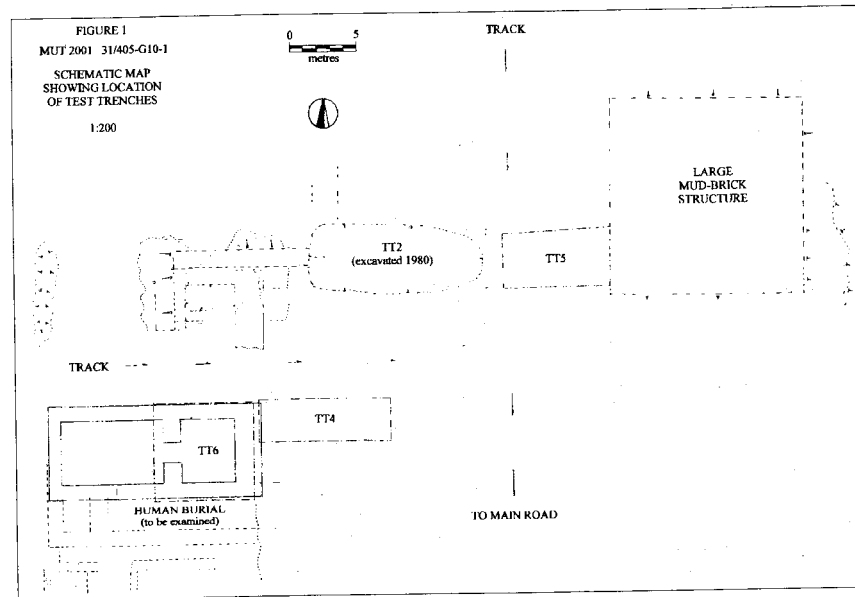 FIGURE 1
MUT 2001 31/405-G10-1
SCHEMATIC MAP
SHOWING LOCATION
OF TEST TRENCHES
1:200
0 5
metres
TRACK
LARGE
MUD-BRICK
STRUCTURE
TT2
(excavated 1980)
TT5
TRACK
TT4
TT6
HUMAN BURIAL
(to be examined)
TO MAIN ROAD